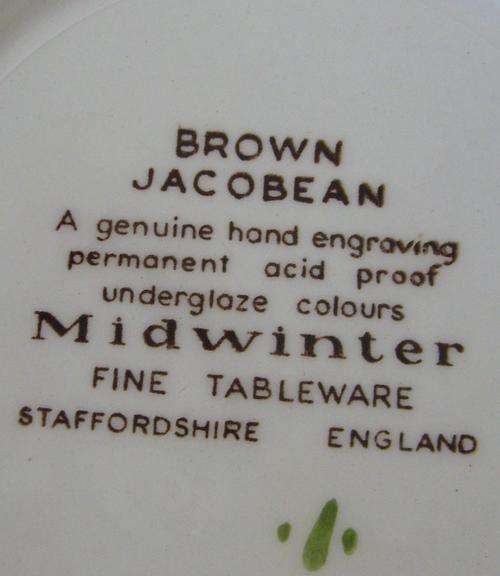 BROWN
JACOBEAN
A genuine hand engraving
permanent acid proof
underglaze colours
Midwinter
FINE TABLEWARE
STAFFORDSHIRE ENGLAND